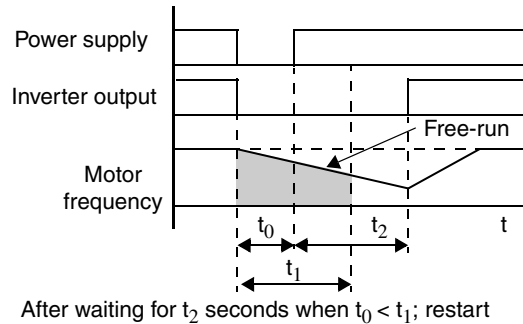 Power supply
Inverter output
Free-run
Motor
frequency
t0 t2 t
t1
After waiting for t2 seconds when t0 < t1; restart